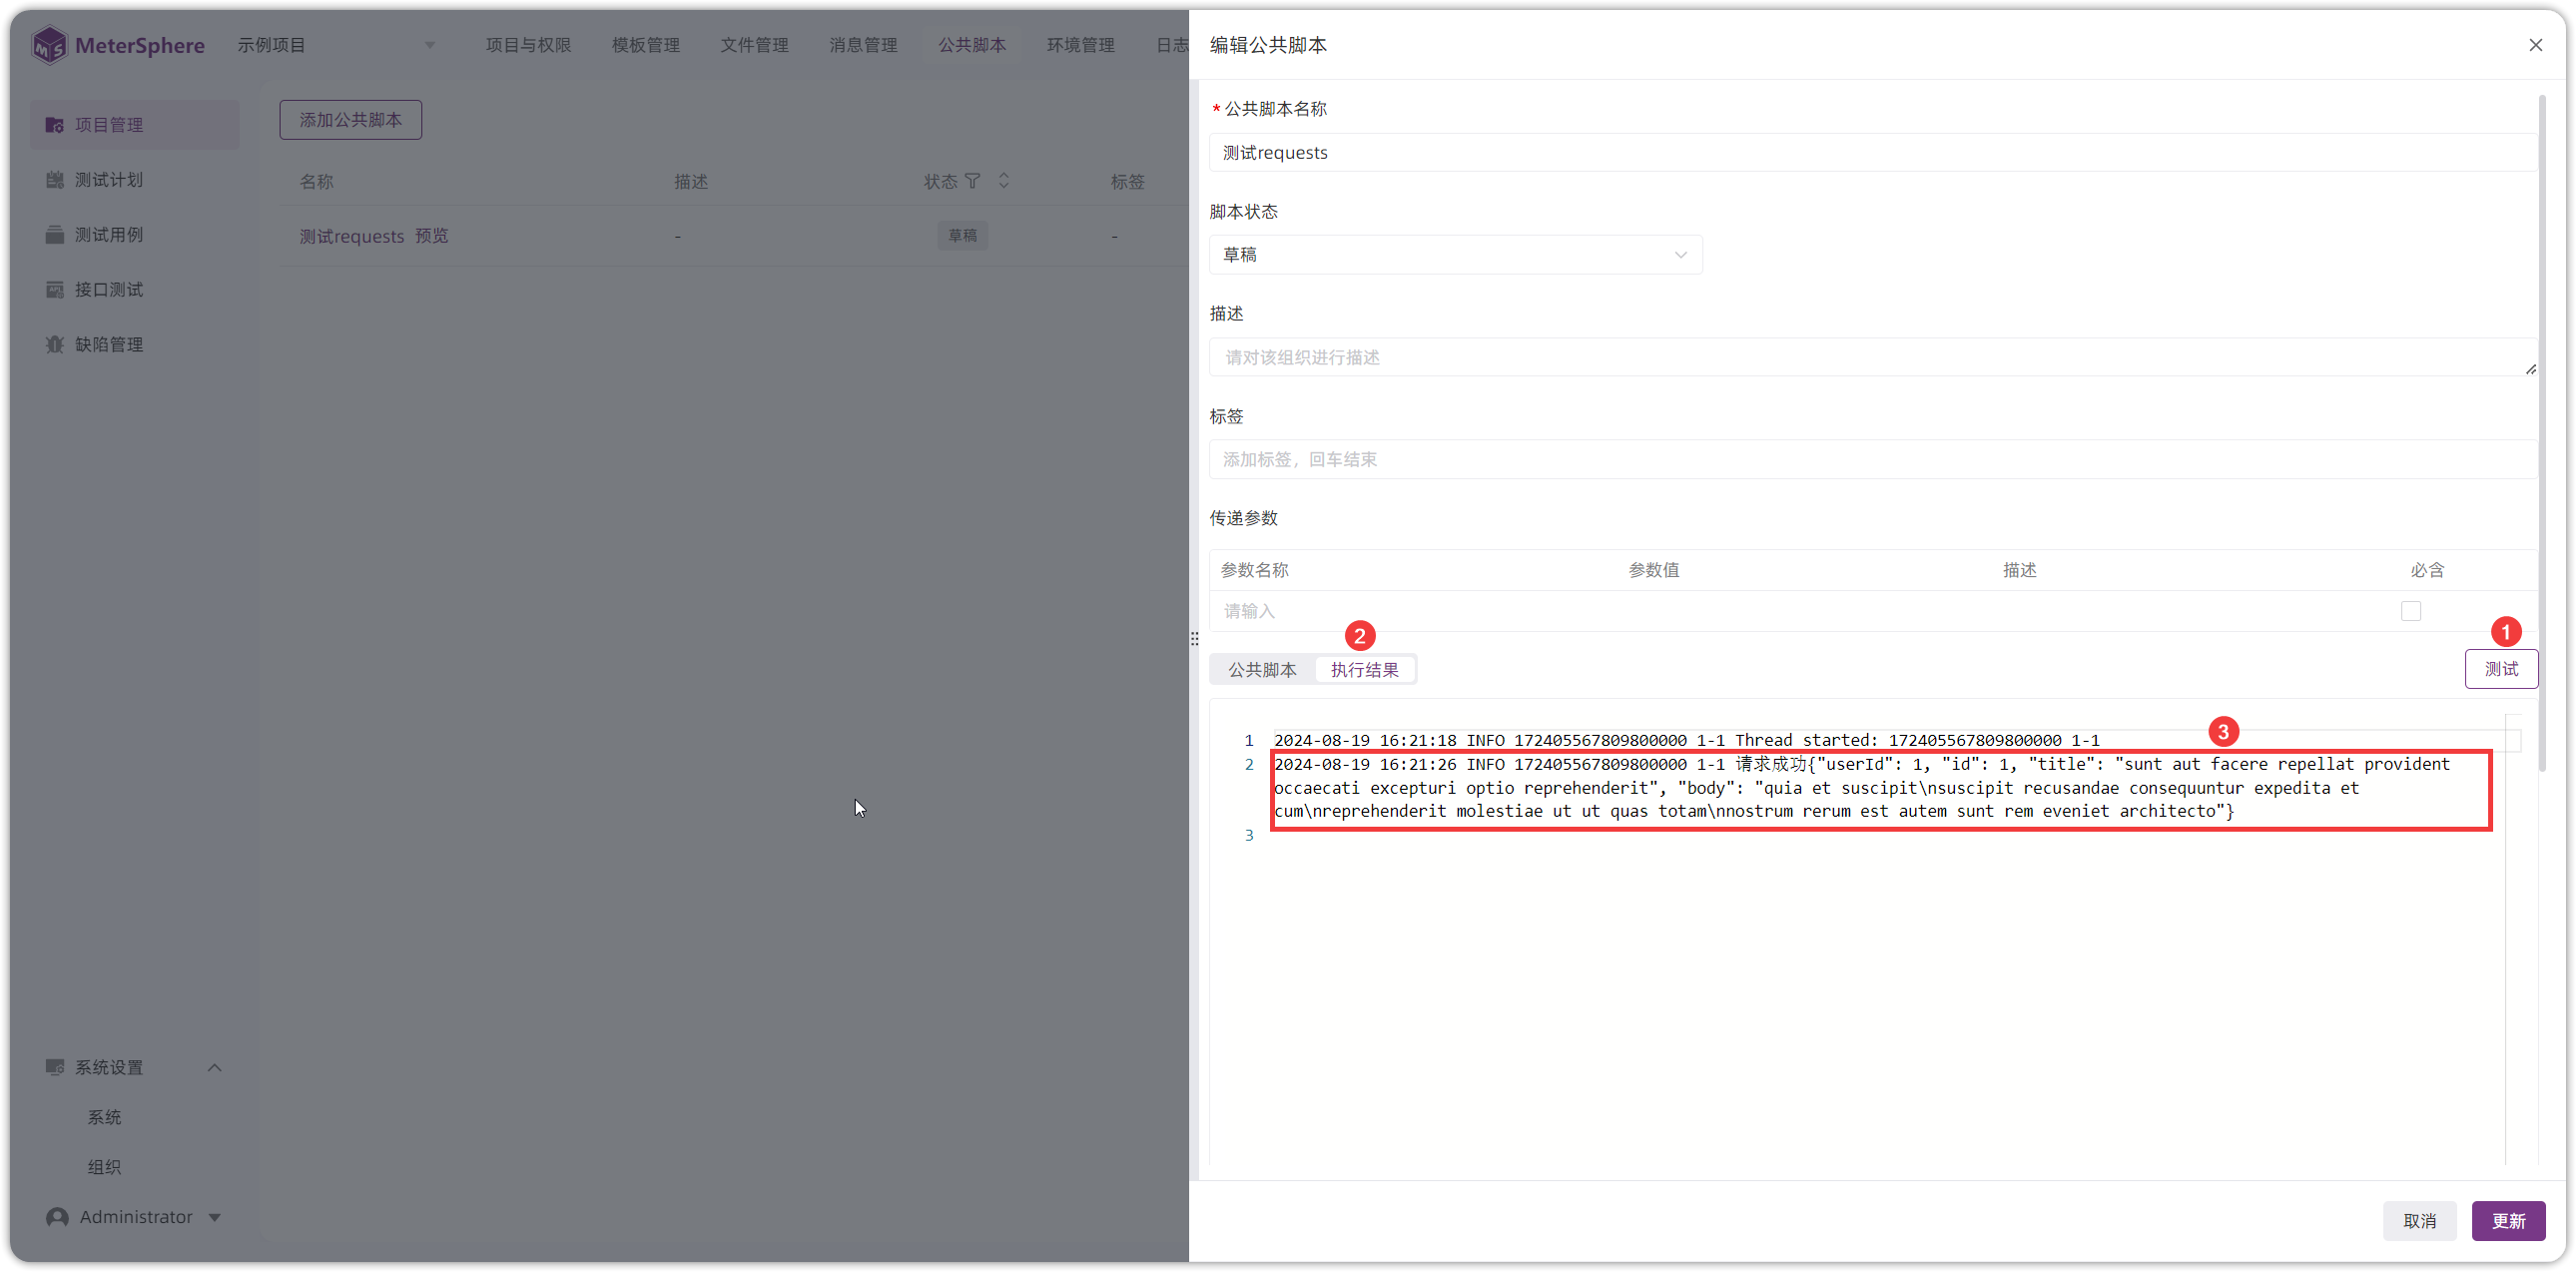 MeterSphere
示例项目
项目与权限
模板管理
文件管理
消息管理
公共脚本
环境管理
日志
项目管理
测试计划
测试用例
接口测试
缺陷管理
系统设置
系统
组织
Administrator
添加公共脚本
名称 描述 状态 标签
测试requests 预览 - 草稿 -
编辑公共脚本
* 公共脚本名称
测试requests
脚本状态
草稿
描述
请对该组织进行描述
标签
添加标签，回车结束
传递参数
参数名称 参数值 描述 必含
请输入
2
1
公共脚本 执行结果
测试
3
1 2024-08-19 16:21:18 INFO 172405567809800000 1-1 Thread started: 172405567809800000 1-1
2 2024-08-19 16:21:26 INFO 172405567809800000 1-1 请求成功{"userId": 1, "id": 1, "title": "sunt aut facere repellat provident
occaecati excepturi optio reprehenderit", "body": "quia et suscipit\nsuscipit recusandae consequuntur expedita et
cum\nreprehenderit molestiae ut ut quas totam\nnostrum rerum est autem sunt rem eveniet architecto"}
3
取消
更新